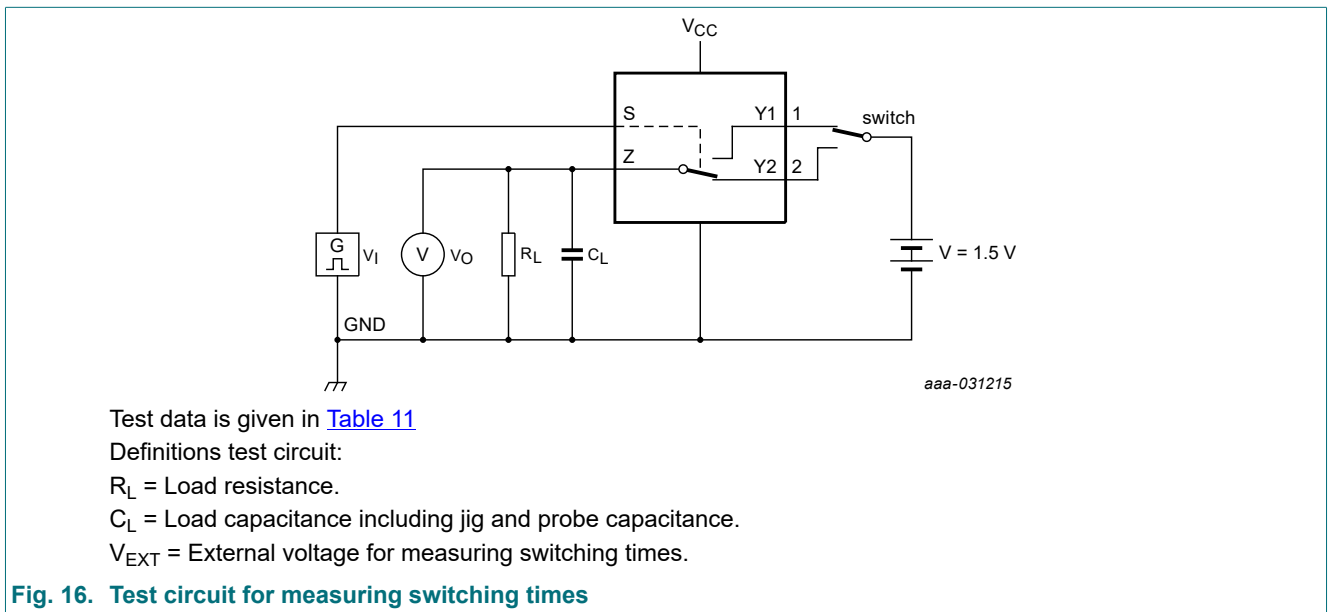 VCC
S
Y1
1
switch
Z
Y2
2
G
VI
V
VO
RL
CL
V = 1.5 V
GND
aaa-031215
Test data is given in Table 11
Definitions test circuit:
RL = Load resistance.
CL = Load capacitance including jig and probe capacitance.
VEXT = External voltage for measuring switching times.
Fig. 16. Test circuit for measuring switching times